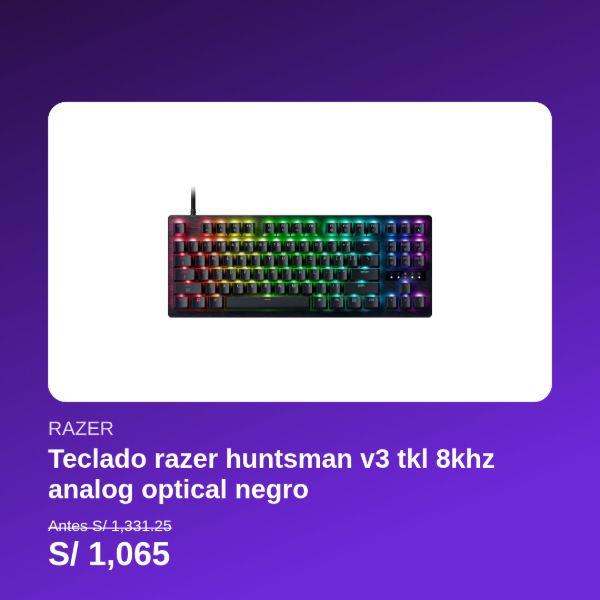 RAZER
Teclado razer huntsman v3 tkl 8khz
analog optical negro
Antes S/ 1,331.25
S/ 1,065